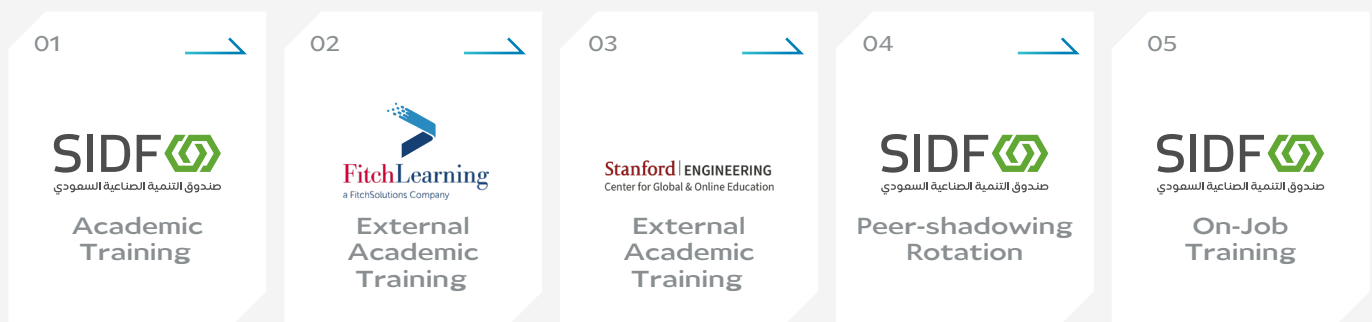 01
SIDF
صندوق التنمية الصناعية السعودي
Academic
Training
02
FitchLearning
a FitchSolutions Company
External
Academic
Training
03
Stanford | ENGINEERING
Center for Global & Online Education
External
Academic
Training
04
SIDF
صندوق التنمية الصناعية السعودي
Peer-shadowing
Rotation
05
SIDF
صندوق التنمية الصناعية السعودي
On-Job
Training